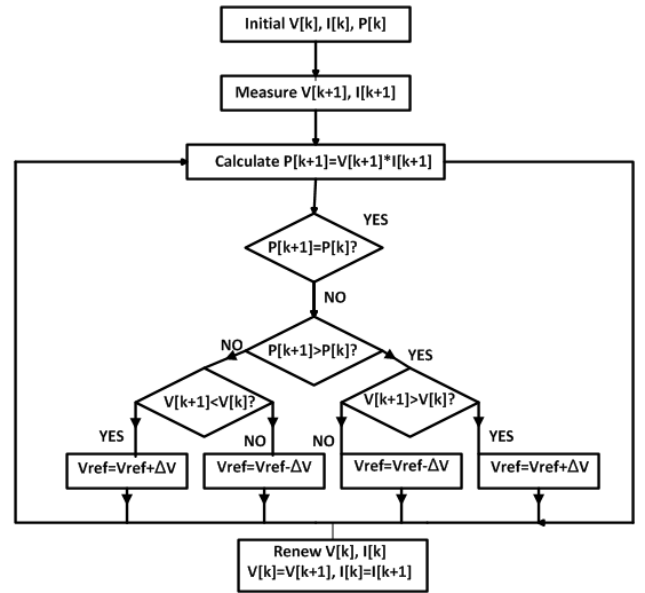 Initial V[k], I[k], P[k]
Measure V[k+1], I[k+1]
Calculate P[k+1]=V[k+1]*I[k+1]
YES
P[k+1]=P[k]?
NO
P[k+1]>P[k]?
NO
YES
V[k+1]<V[k]?
V[k+1]>V[k]?
YES
NO
NO
YES
Vref=Vref+ΔV
Vref=Vref-ΔV
Vref=Vref-ΔV
Vref=Vref+ΔV
Renew V[k], I[k]
V[k]=V[k+1], I[k]=I[k+1]